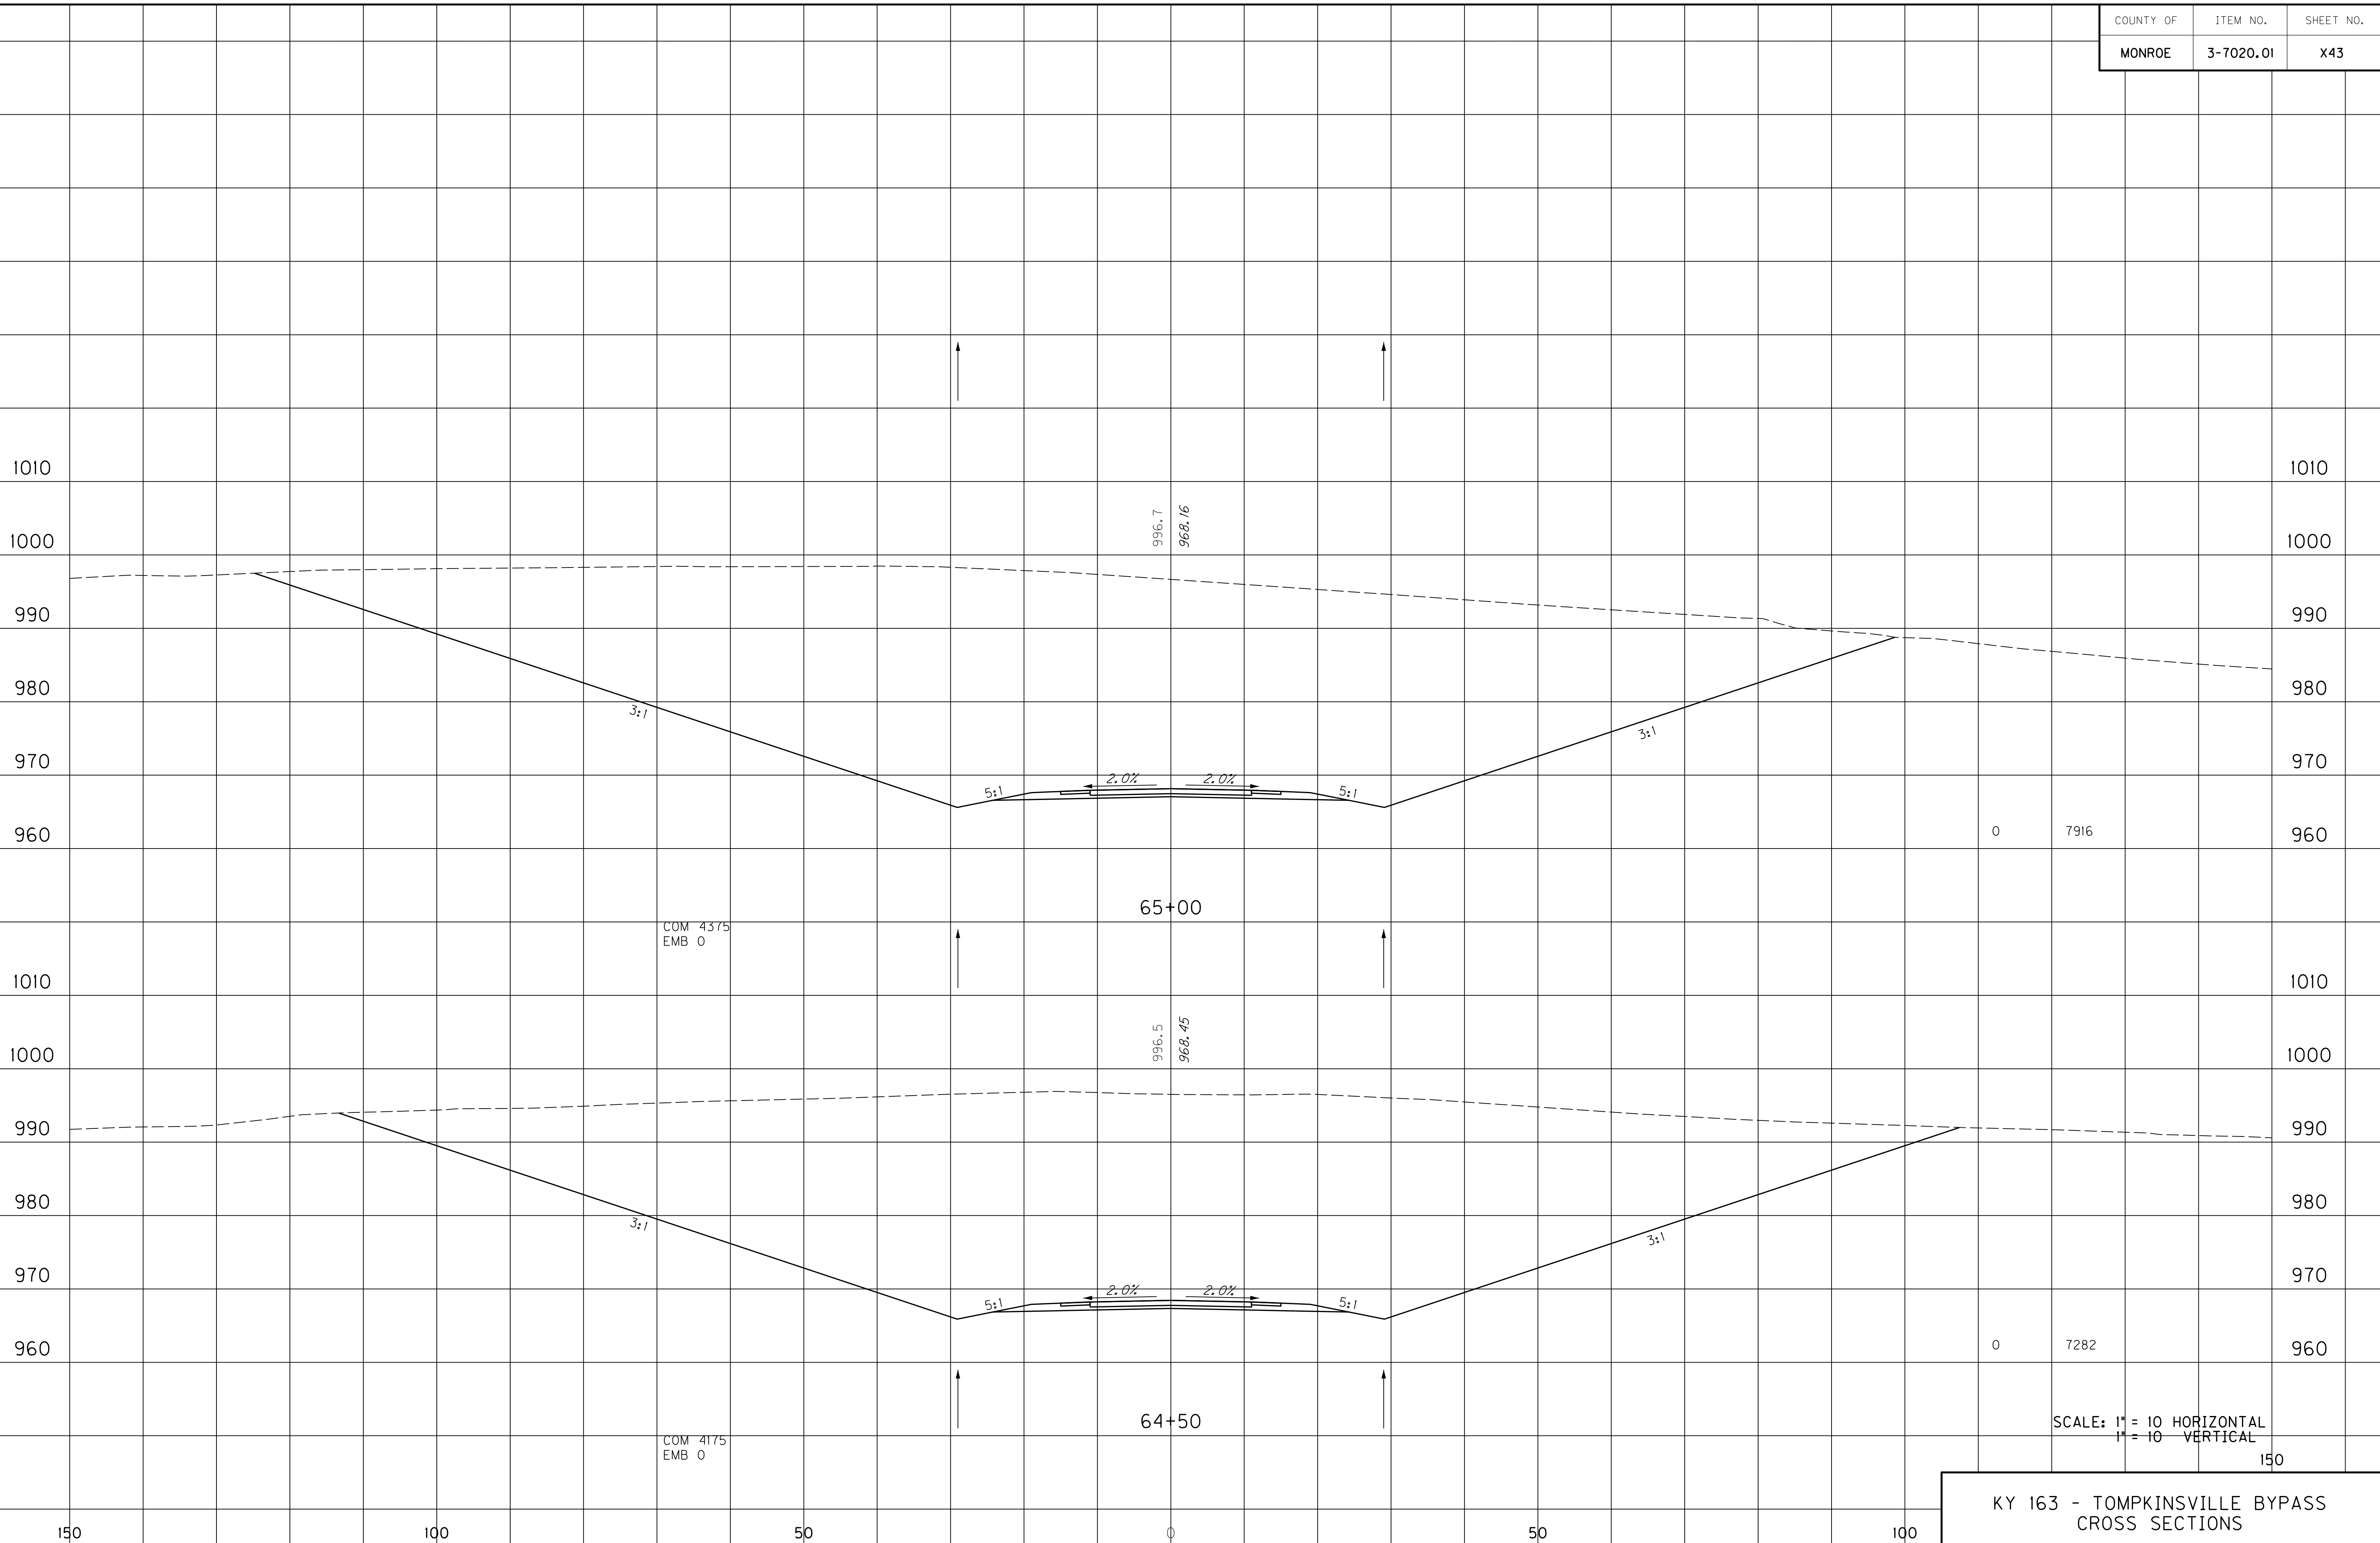 COUNTY OF ITEM NO. SHEET NO.
MONROE 3-7020.01 X43
1010 1010
996.7 968.16
1000 1000
990 990
980 980
3:1 3:1
970 970
5:1 2.0% 2.0% 5:1
960 0 7916 960
65+00
COM 4375
EMB 0
1010 1010
996.5 968.45
1000 1000
990 990
980 980
3:1 3:1
970 970
5:1 2.0% 2.0% 5:1
960 0 7282 960
64+50
COM 4175
EMB 0
SCALE: 1" = 10 HORIZONTAL
1" = 10 VERTICAL
150
KY 163 - TOMPKINSVILLE BYPASS
CROSS SECTIONS
150 100 50 0 50 100